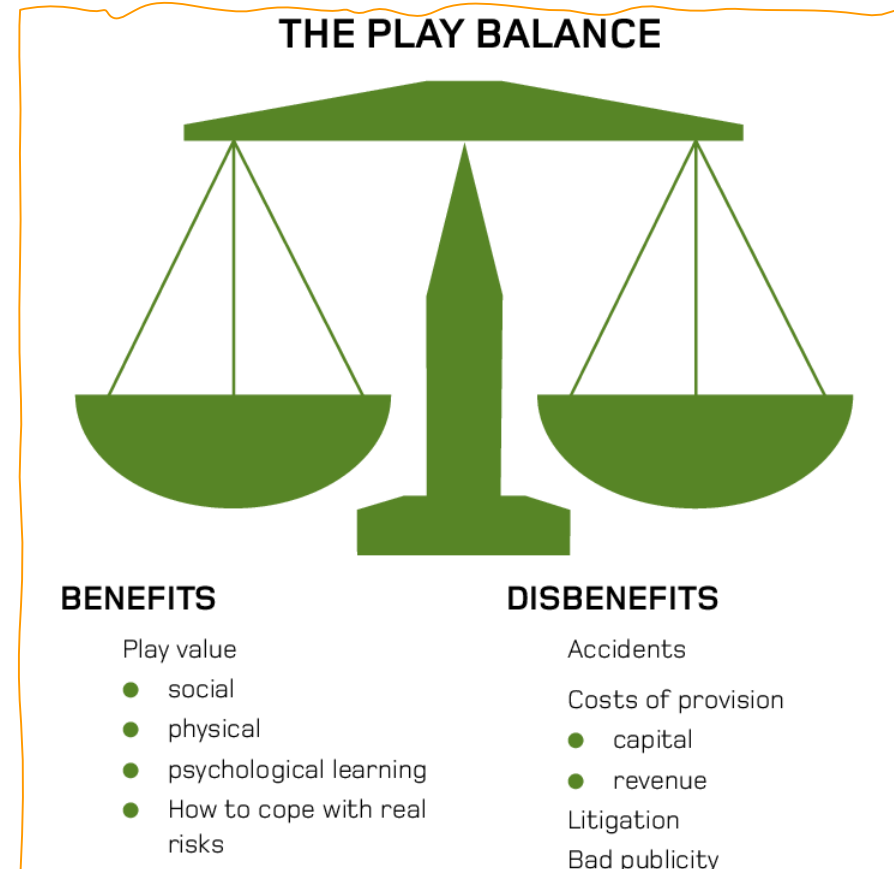 THE PLAY BALANCE
BENEFITS
Play value
social
physical
psychological learning
How to cope with real
risks
DISBENEFITS
Accidents
Costs of provision
capital
revenue
Litigation
Bad publicity